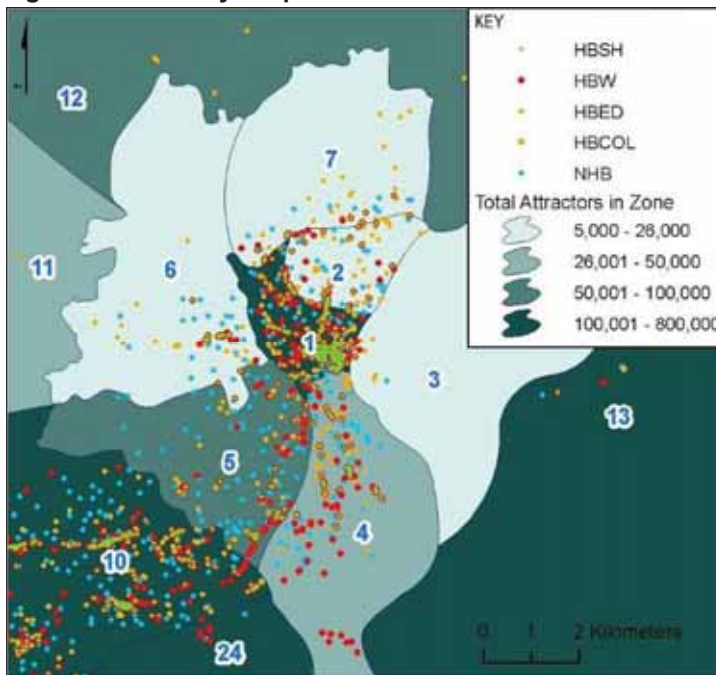 KEY
HBSH
HBW
HBED
HBCOL
NHB
Total Attractors in Zone
5,000 - 26,000
26,001 - 50,000
50,001 - 100,000
100,001 - 800,000
12
7
11
6
2
1
3
13
5
4
10
24
0 1 2 Kilometers